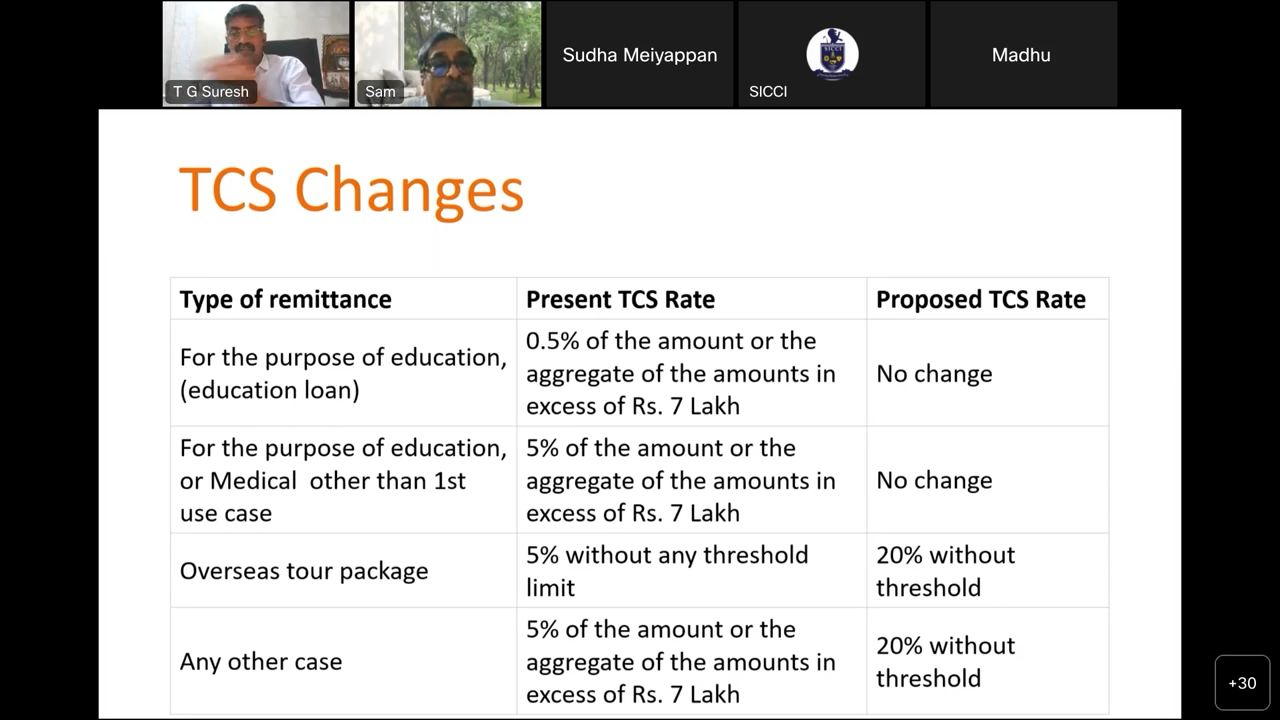 T G Suresh
Sam
Sudha Meiyappan
SICCI
SICCI
Madhu
TCS Changes
Type of remittance
Present TCS Rate
Proposed TCS Rate
For the purpose of education,
(education loan)
0.5% of the amount or the
aggregate of the amounts in
excess of Rs. 7 Lakh
No change
For the purpose of education,
or Medical other than 1st
use case
5% of the amount or the
aggregate of the amounts in
excess of Rs. 7 Lakh
No change
Overseas tour package
5% without any threshold
limit
20% without
threshold
Any other case
5% of the amount or the
aggregate of the amounts in
excess of Rs. 7 Lakh
20% without
threshold
+30